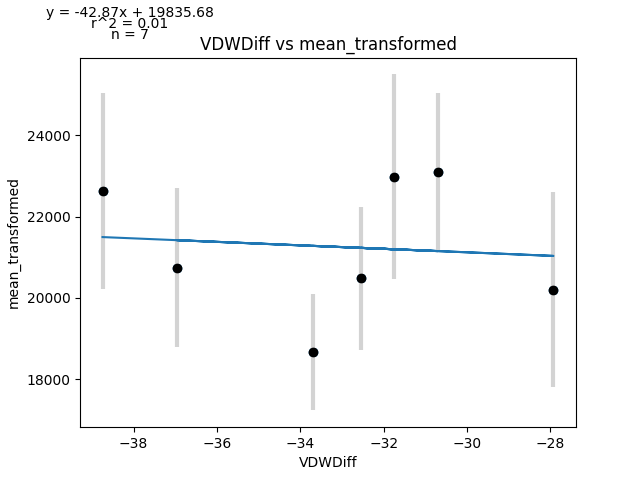 y = -42.87x + 19835.68
r^2 = 0.01
n = 7
VDWDiff vs mean_transformed
24000
22000
20000
18000
mean_transformed
−38
−36
−34
−32
−30
−28
VDWDiff